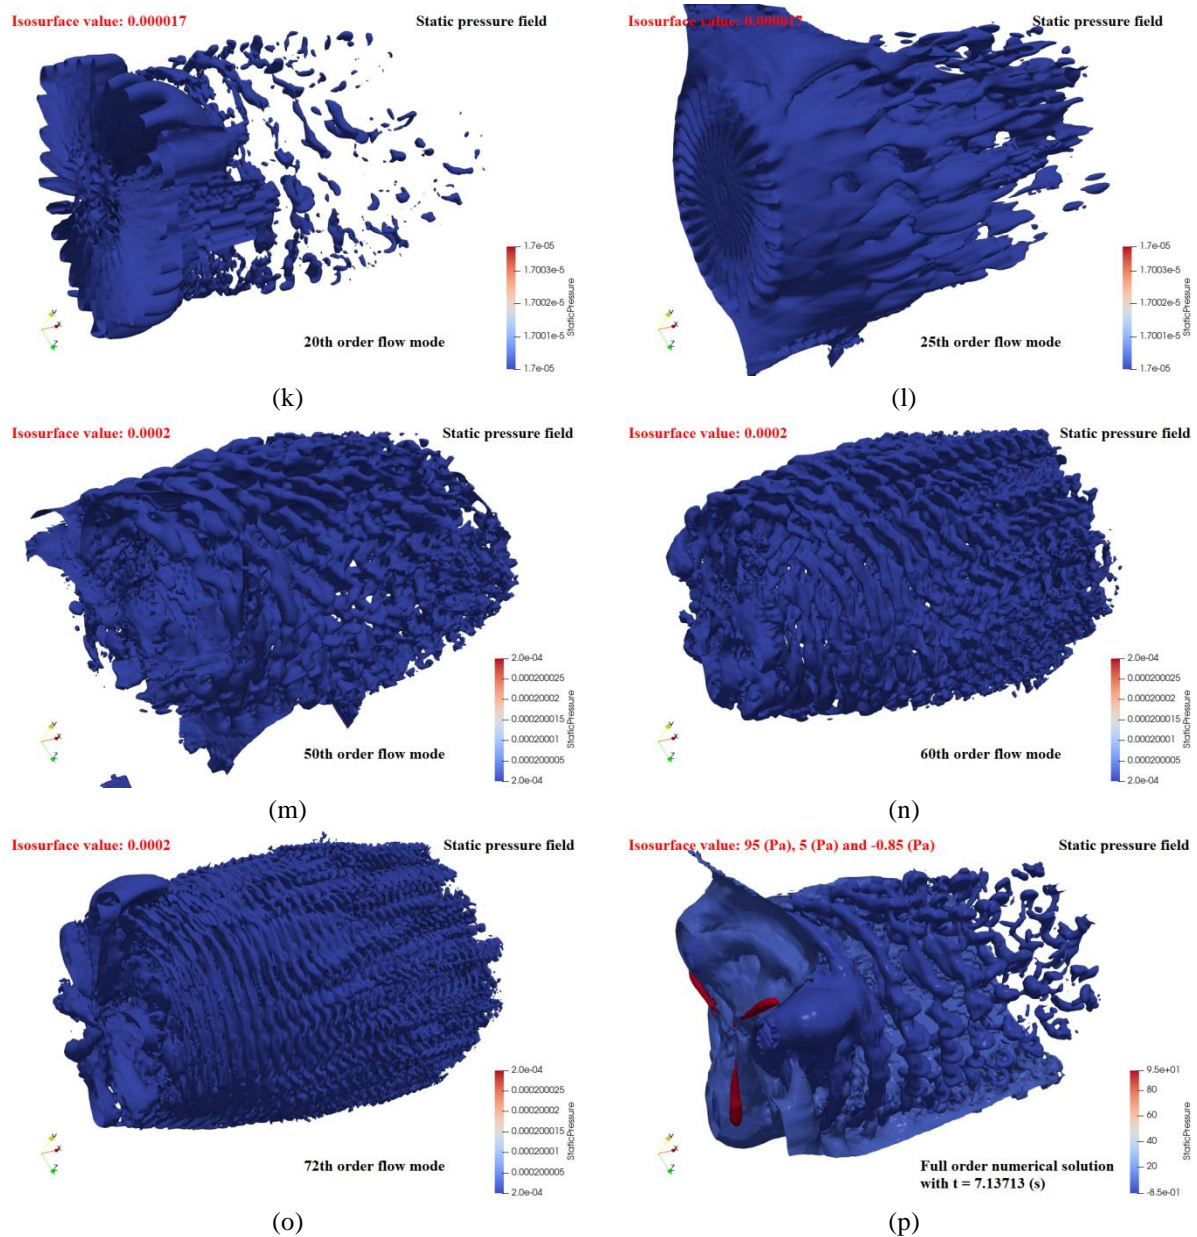 Isosurface value: 0.000017
Static pressure field
1.7e-05
1.7003e-5
1.7002e-5
1.7001e-5
1.7e-05
StaticPressure
Y
X
Z
20th order flow mode
(k)
Isosurface value: 0.000017
Static pressure field
1.7e-05
1.7003e-5
1.7002e-5
1.7001e-5
1.7e-05
StaticPressure
Y
X
Z
25th order flow mode
(l)
Isosurface value: 0.0002
Static pressure field
2.0e-04
0.000200025
0.00020002
0.000200015
0.00020001
0.000200005
2.0e-04
StaticPressure
Y
X
Z
50th order flow mode
(m)
Isosurface value: 0.0002
Static pressure field
2.0e-04
0.000200025
0.00020002
0.000200015
0.00020001
0.000200005
2.0e-04
StaticPressure
Y
X
Z
60th order flow mode
(n)
Isosurface value: 0.0002
Static pressure field
2.0e-04
0.000200025
0.00020002
0.000200015
0.00020001
0.000200005
2.0e-04
StaticPressure
Y
X
Z
72th order flow mode
(o)
Isosurface value: 95 (Pa), 5 (Pa) and -0.85 (Pa)
Static pressure field
9.5e+01
80
60
40
20
-8.5e-01
StaticPressure
Y
X
Z
Full order numerical solution
with t = 7.13713 (s)
(p)